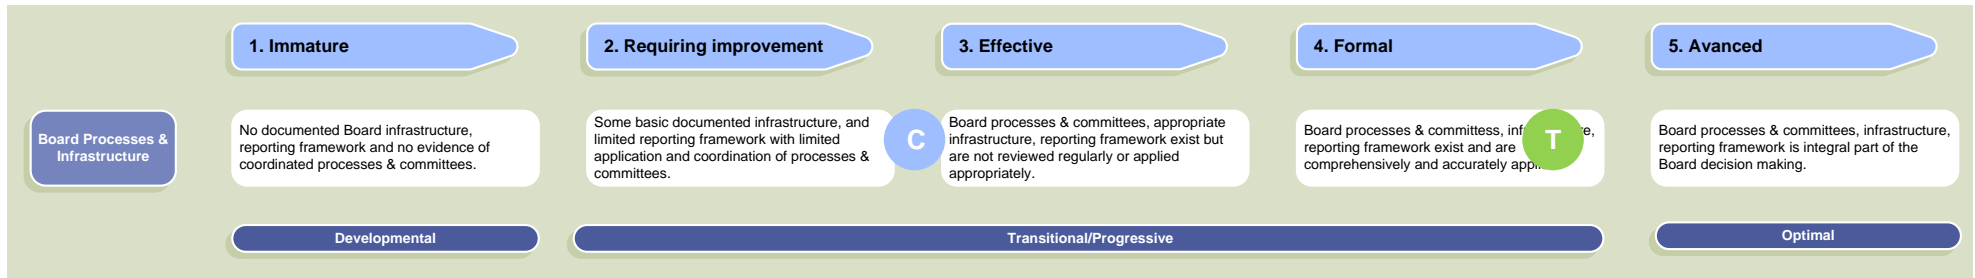 1. Immature
2. Requiring improvement
3. Effective
4. Formal
5. Avanced
Board Processes &
Infrastructure
No documented Board infrastructure,
reporting framework and no evidence of
coordinated processes & committees.
Some basic documented infrastructure, and
limited reporting framework with limited
application and coordination of processes &
committees.
C
Board processes & committees, appropriate
infrastructure, reporting framework exist but
are not reviewed regularly or applied
appropriately.
Board processes & committess,
reporting framework exist and are
comprehensively and accurately
T
Board processes & committees, infrastructure,
reporting framework is integral part of the
Board decision making.
Developmental
Transitional/Progressive
Optimal